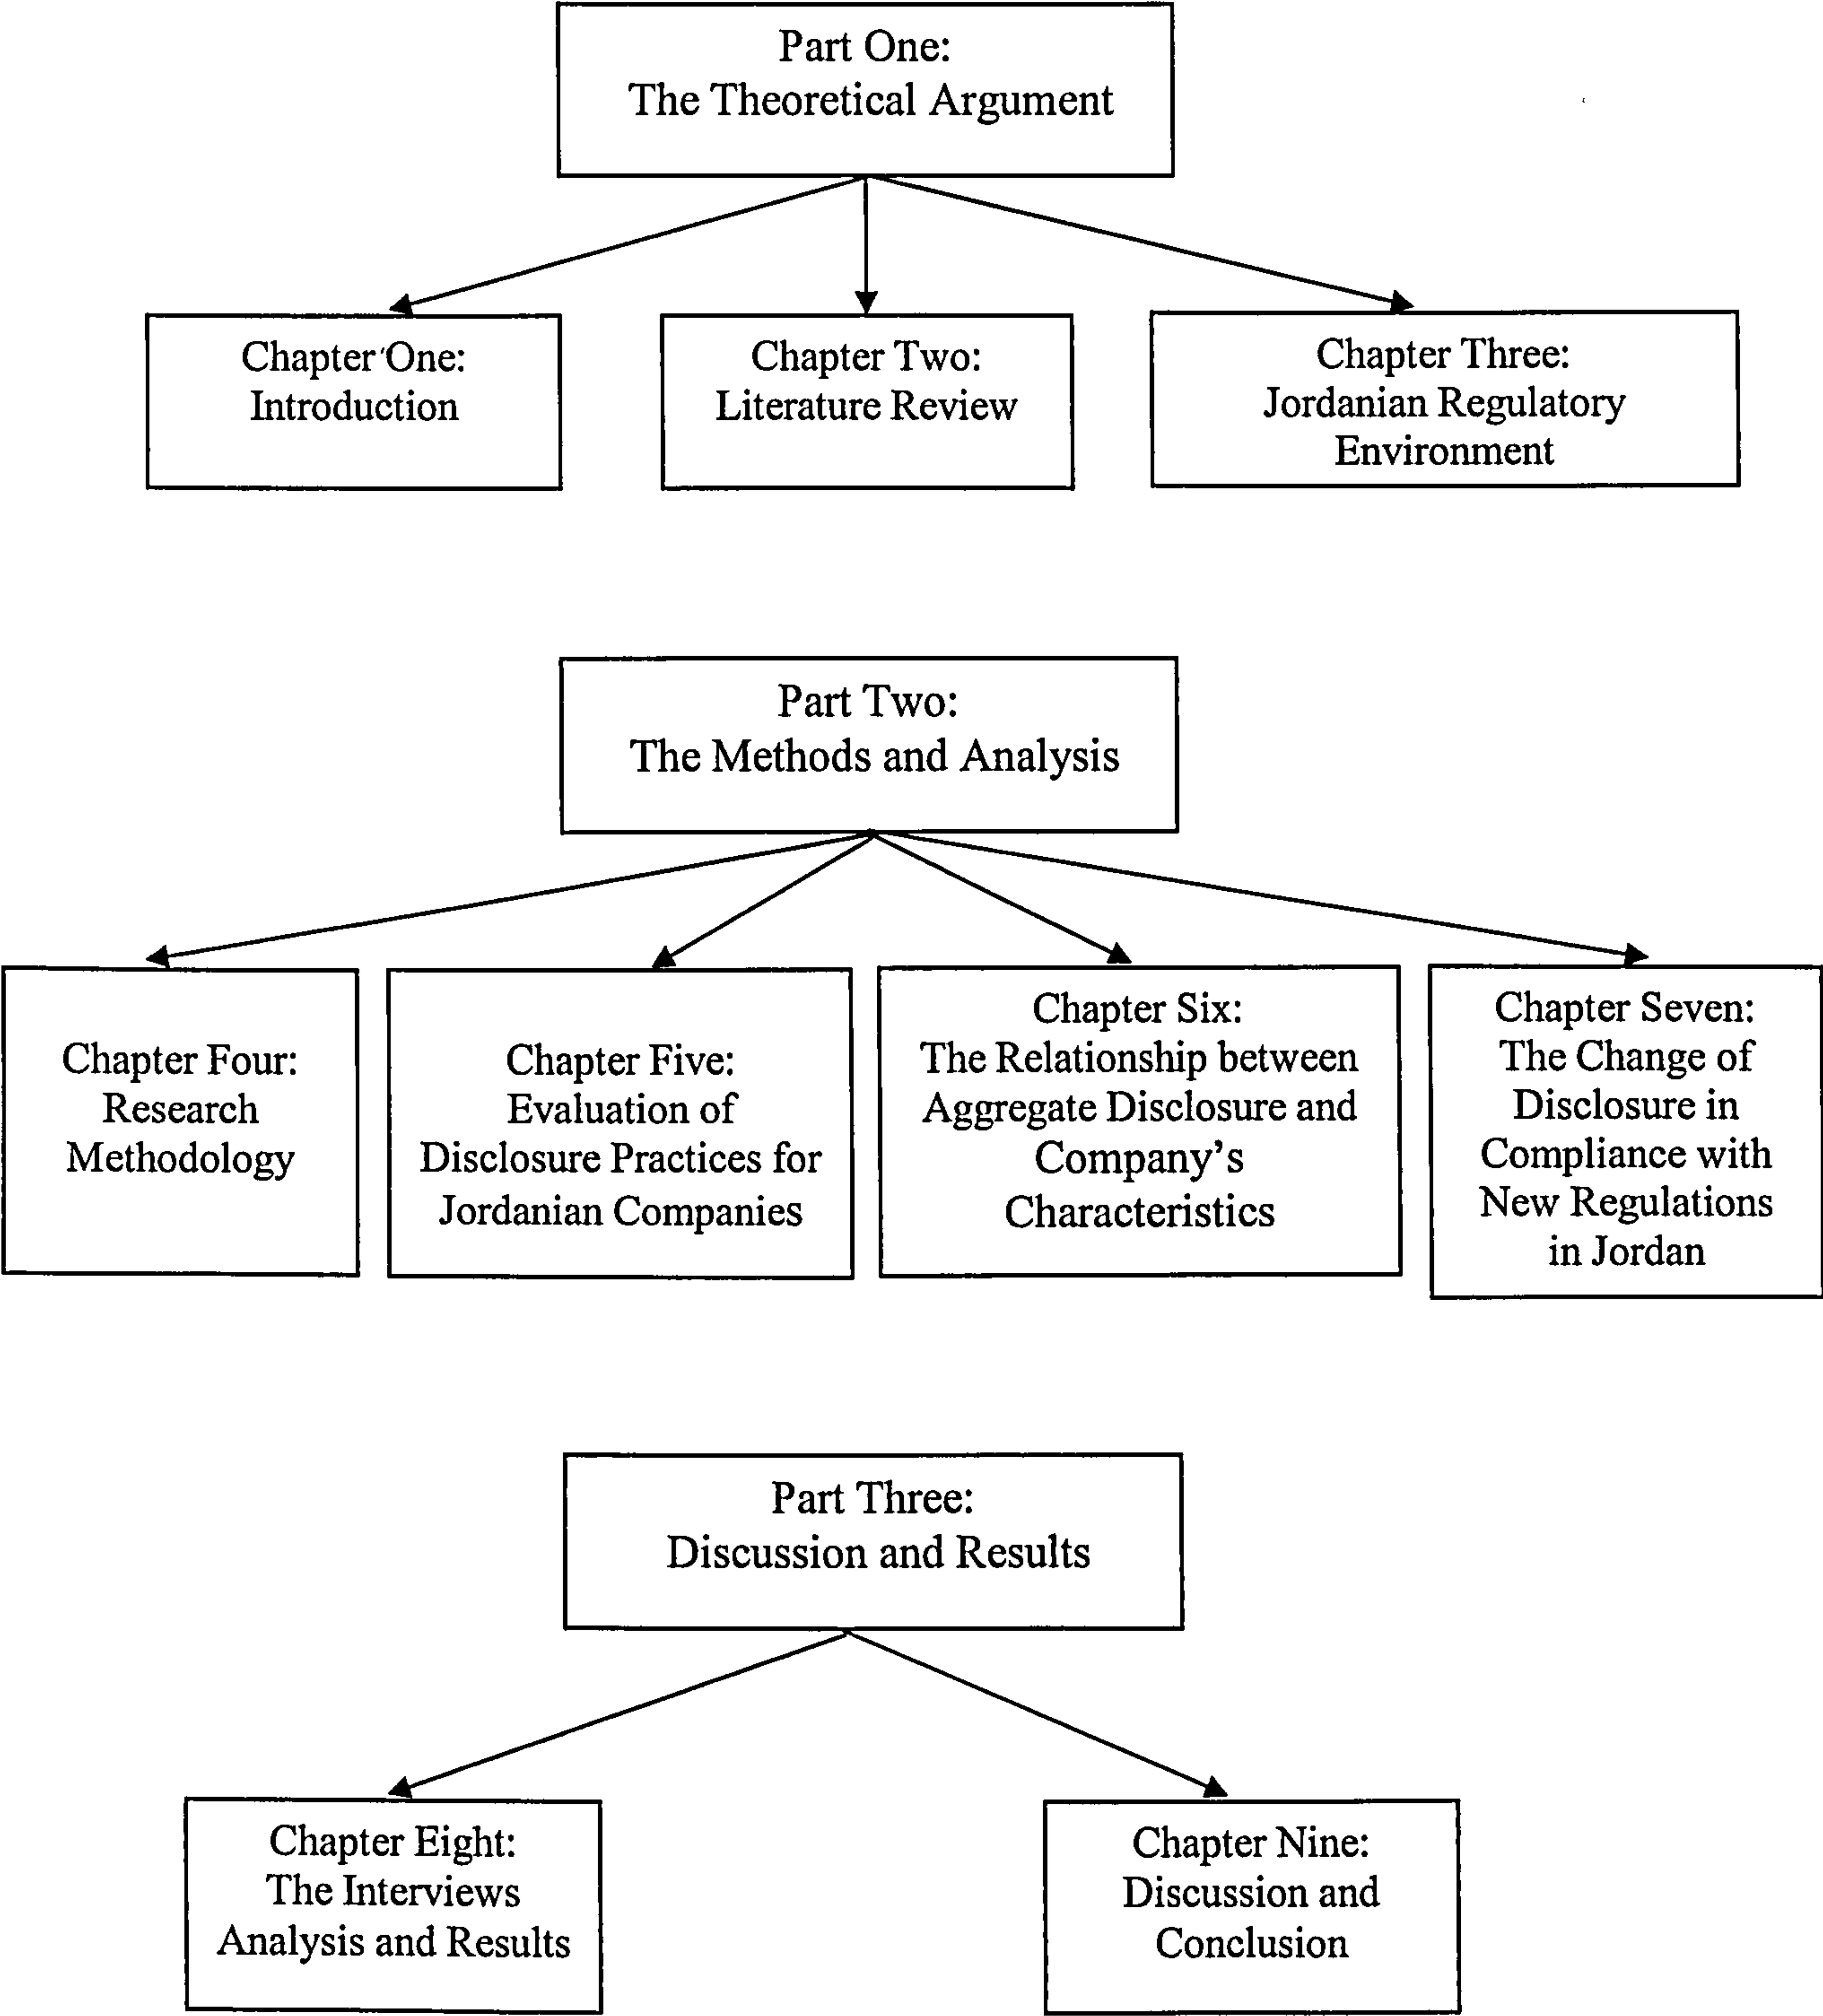 Part One:
The Theoretical Argument
Chapter One:
Introduction
Chapter Two:
Literature Review
Chapter Three:
Jordanian Regulatory
Environment
Part Two:
The Methods and Analysis
Chapter Four:
Research
Methodology
Chapter Five:
Evaluation of
Disclosure Practices for
Jordanian Companies
Chapter Six:
The Relationship between
Aggregate Disclosure and
Company's
Characteristics
Chapter Seven:
The Change of
Disclosure in
Compliance with
New Regulations
in Jordan
Part Three:
Discussion and Results
Chapter Eight:
The Interviews
Analysis and Results
Chapter Nine:
Discussion and
Conclusion